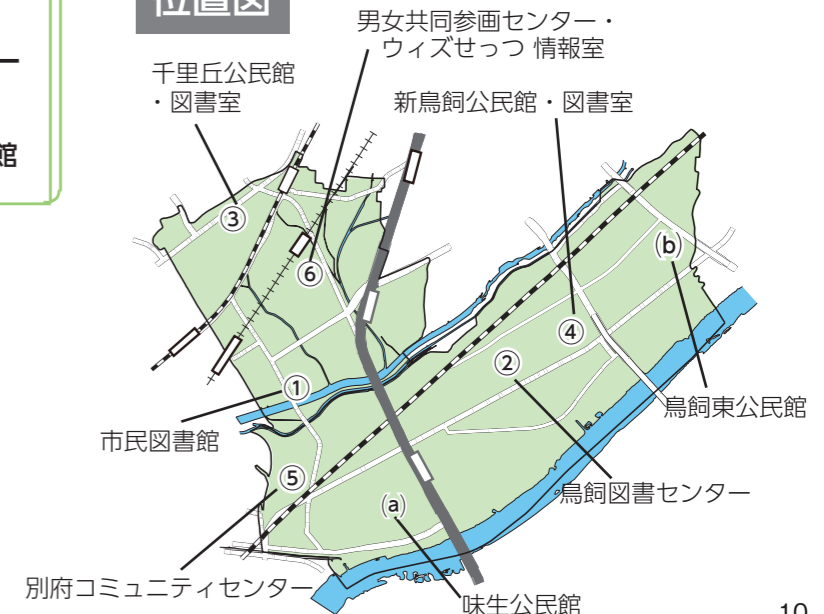 館
位置図
男女共同参画センター・
ウィズせっつ 情報室
千里丘公民館
・図書室
新鳥飼公民館・図書室
③
⑥
(b)
④
②
①
鳥飼東公民館
市民図書館
⑤
鳥飼図書センター
(a)
別府コミュニティセンター
味生公民館
10